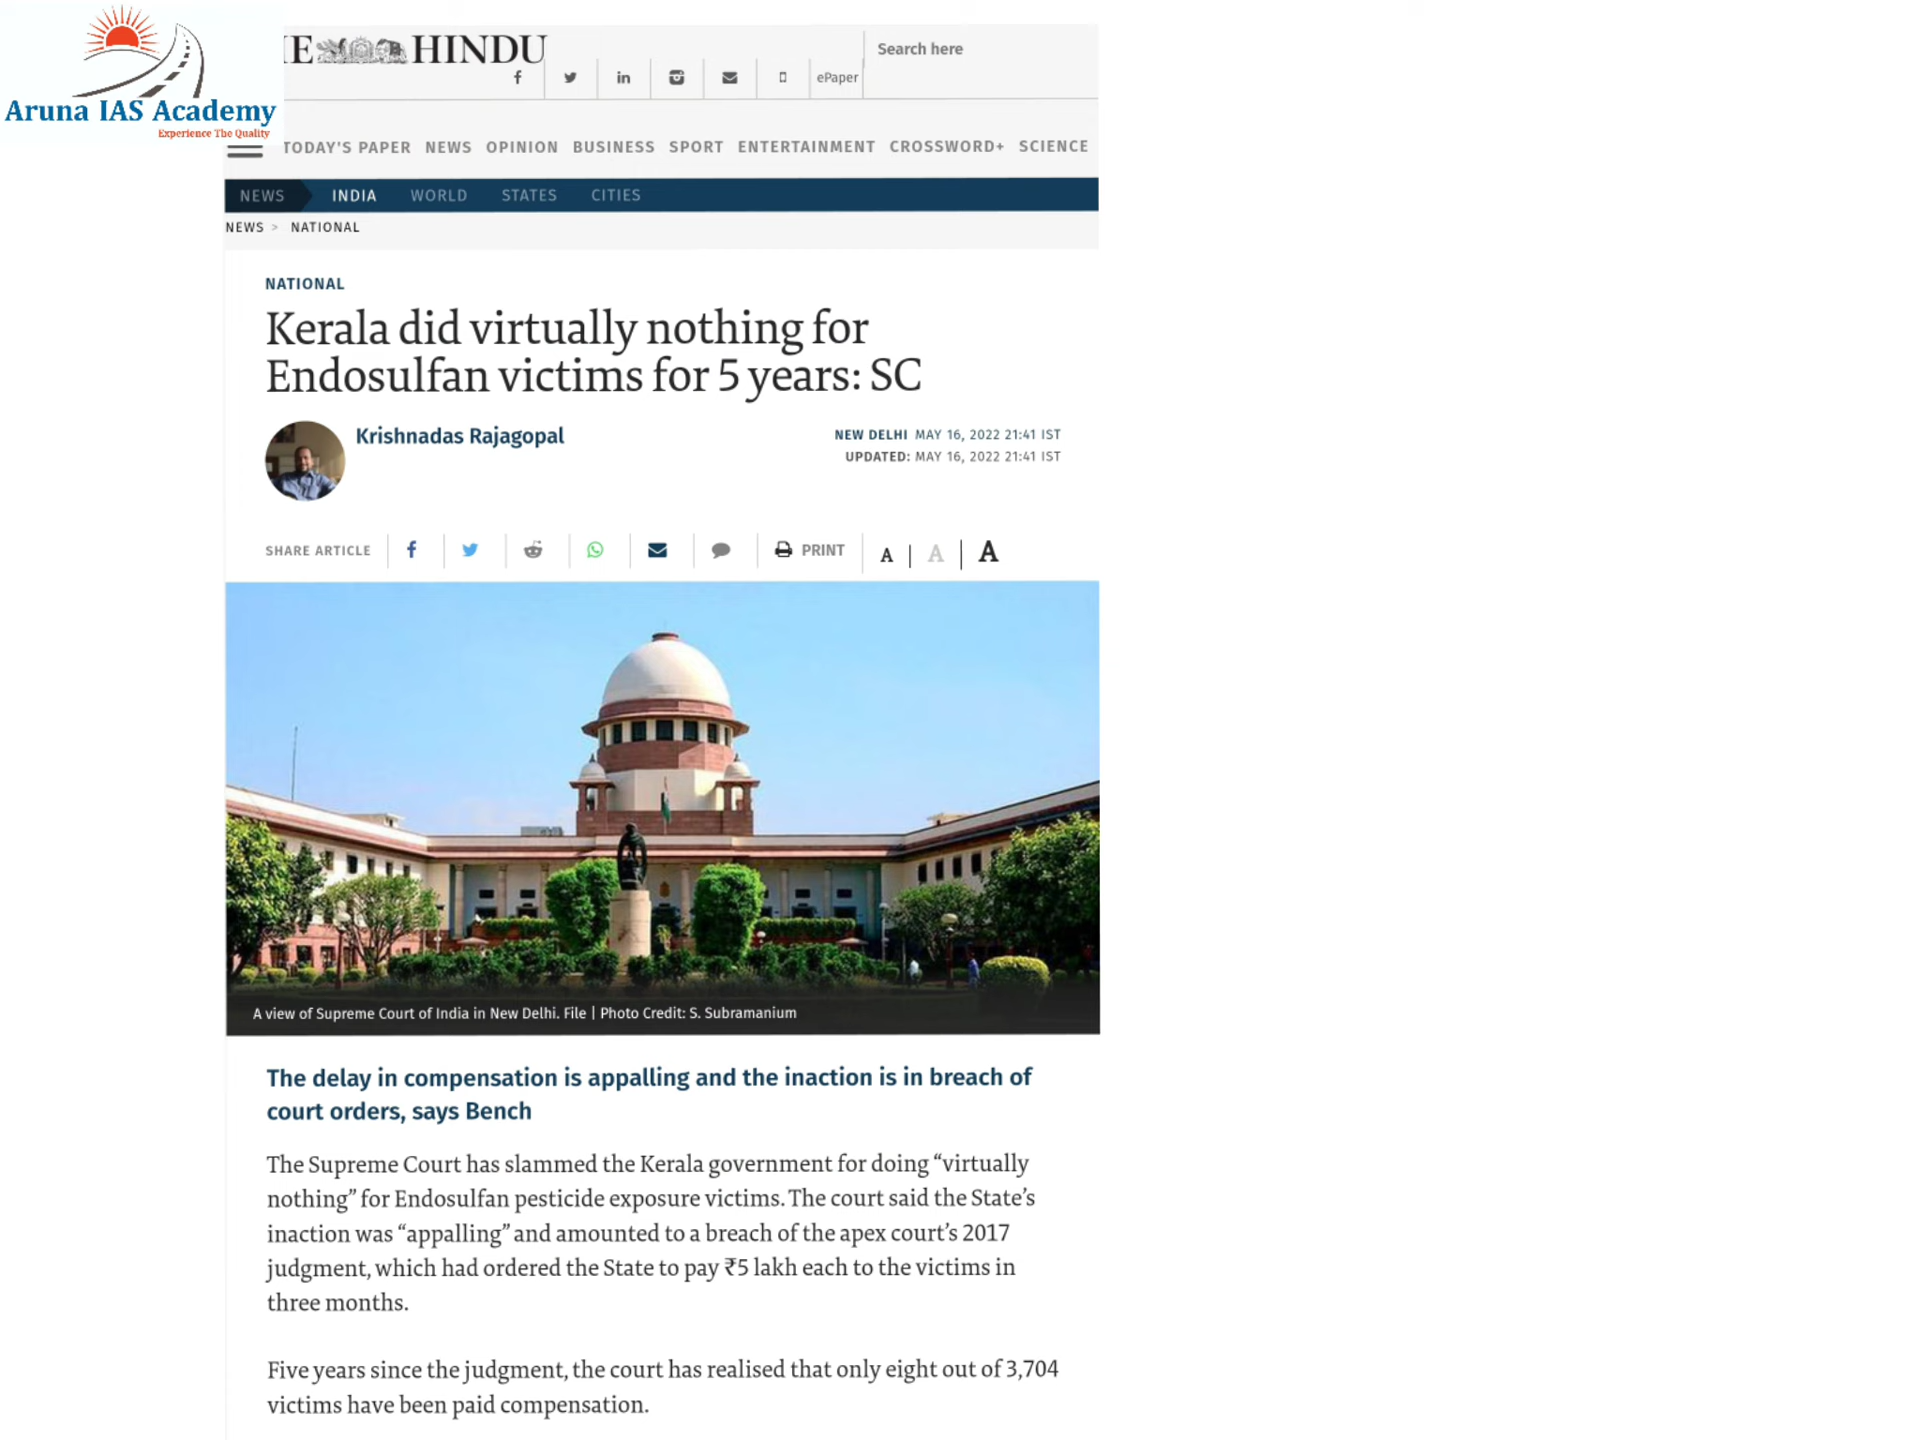 Aruna IAS Academy
Experience The Quality
HINDU
ePaper
Search here
TODAY'S PAPER NEWS OPINION BUSINESS SPORT ENTERTAINMENT CROSSWORD+ SCIENCE
NEWS INDIA WORLD STATES CITIES
NEWS > NATIONAL
NATIONAL
Kerala did virtually nothing for
Endosulfan victims for 5 years: SC
Krishnadas Rajagopal
NEW DELHI MAY 16, 2022 21:41 IST
UPDATED: MAY 16, 2022 21:41 IST
SHARE ARTICLE PRINT A | A | A
A view of Supreme Court of India in New Delhi. File | Photo Credit: S. Subramanium
The delay in compensation is appalling and the inaction is in breach of
court orders, says Bench
The Supreme Court has slammed the Kerala government for doing “virtually
nothing” for Endosulfan pesticide exposure victims. The court said the State’s
inaction was “appalling” and amounted to a breach of the apex court’s 2017
judgment, which had ordered the State to pay ₹5 lakh each to the victims in
three months.
Five years since the judgment, the court has realised that only eight out of 3,704
victims have been paid compensation.